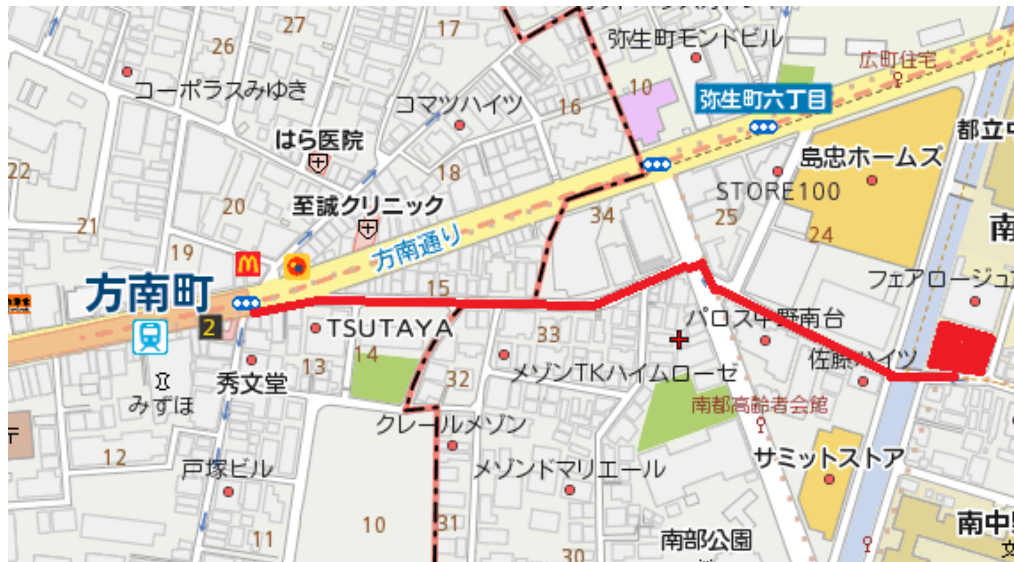 27
17
26
弥生町モンドビル
広町住宅
コーポラスみゆき
コマツハイツ
16
10
弥生町六丁目
都立中
はら医院
22
18
島忠ホームズ
至誠クリニック
STORE100
20
21
34
25
24
南
19
方南通り
方南町
M
15
フェアロージュ
2
TSUTAYA
33
パロス中野南台
13
14
佐藤ハイツ
秀文堂
32
メゾンTKハイムローゼ
みずほ
南都高齢者会館
クレールメゾン
12
戸塚ビル
メゾンドマリエール
サミットストア
10
31
11
南部公園
南中
30
文